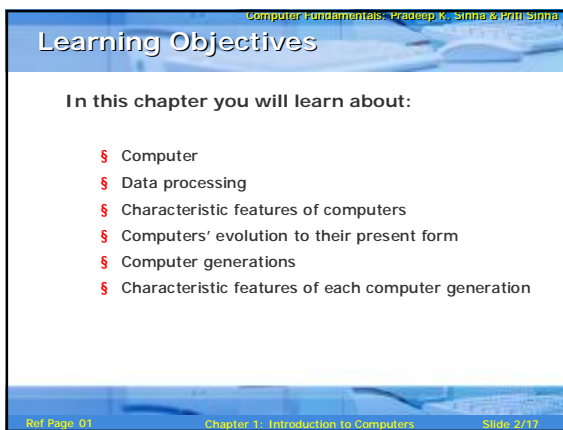 Computer Fundamentals: Pradeep K. Sinha & Priti Sinha
Learning Objectives
In this chapter you will learn about:
§ Computer
§ Data processing
§ Characteristic features of computers
§ Computers’ evolution to their present form
§ Computer generations
§ Characteristic features of each computer generation
Ref Page 01 Chapter 1: Introduction to Computers Slide 2/17